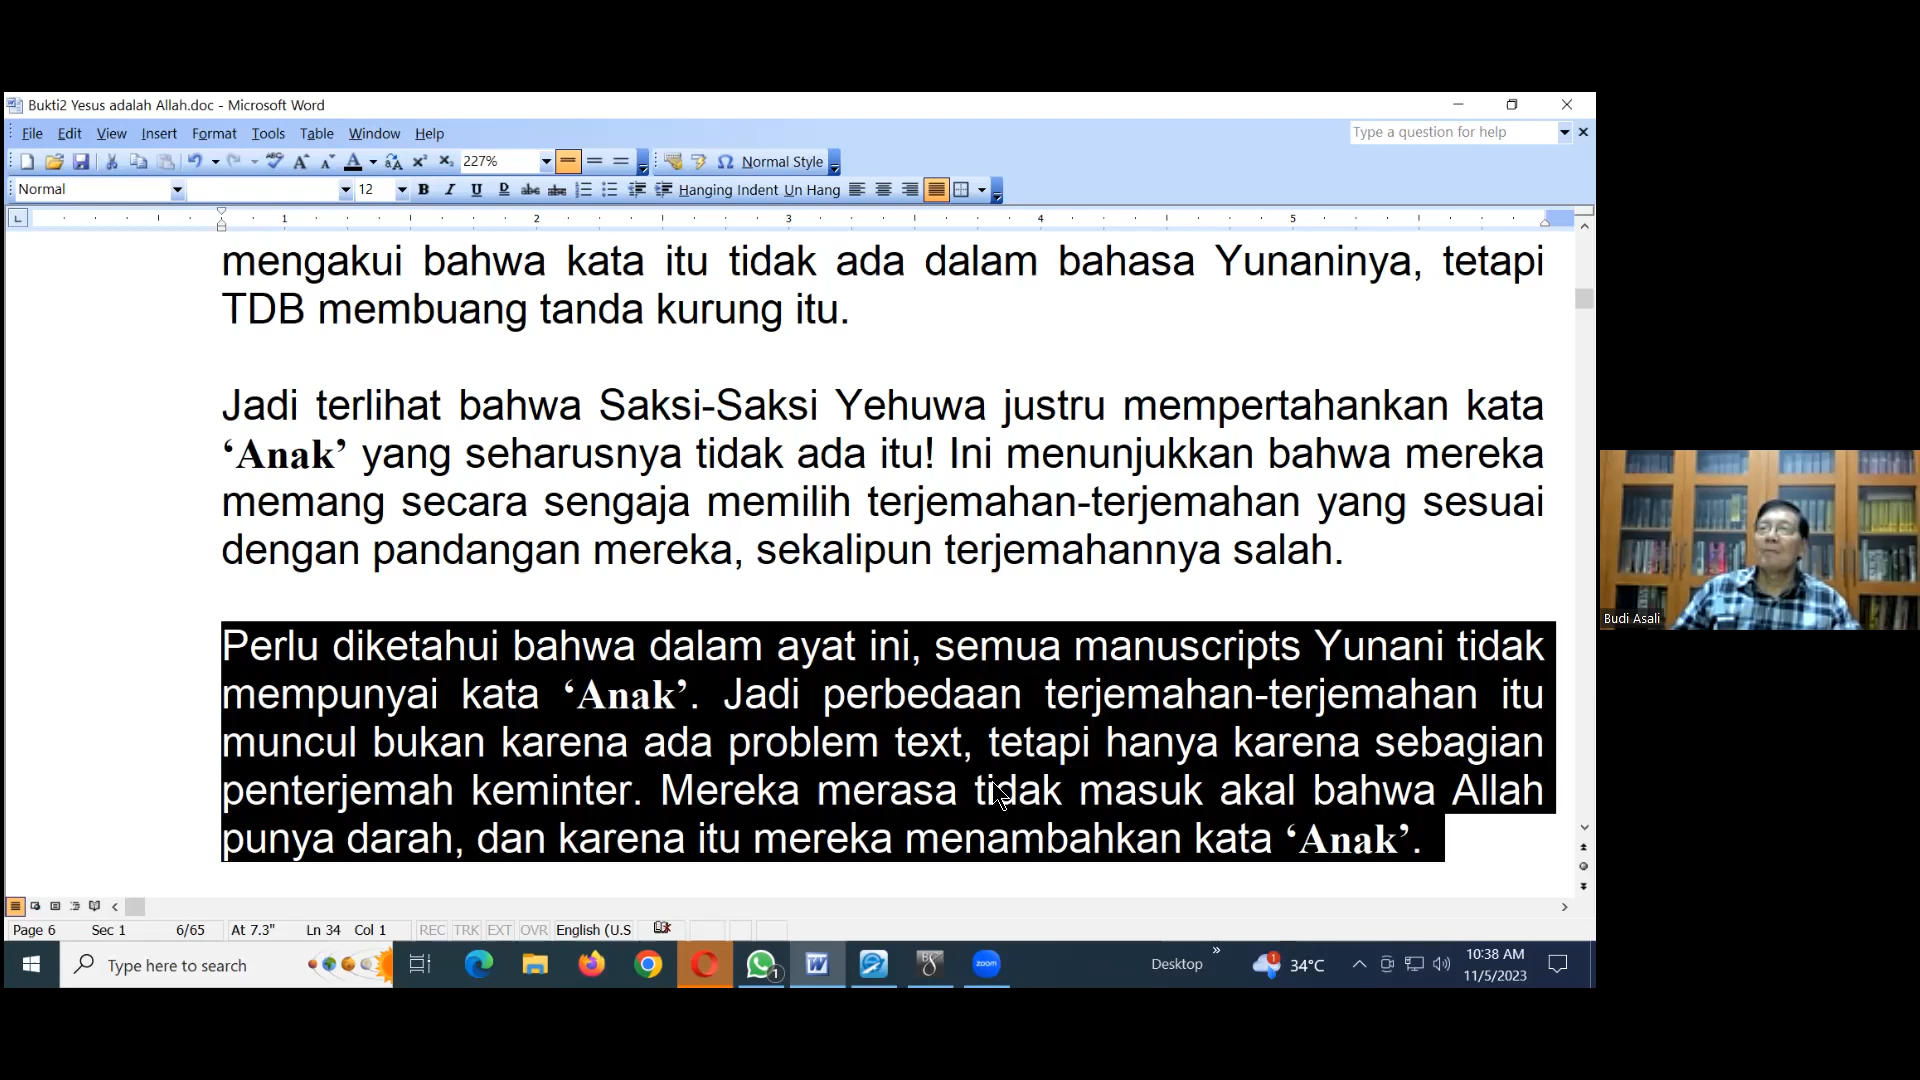 Bukti2 Yesus adalah Allah.doc - Microsoft Word
File Edit View Insert Format Tools Table Window Help
Type a question for help
227%
Normal Style
Normal
12
Hanging Indent Un Hang
1 2 3 4 5
mengakui bahwa kata itu tidak ada dalam bahasa Yunaninya, tetapi
TDB membuang tanda kurung itu.
Jadi terlihat bahwa Saksi-Saksi Yehuwa justru mempertahankan kata
‘Anak’ yang seharusnya tidak ada itu! Ini menunjukkan bahwa mereka
memang secara sengaja memilih terjemahan-terjemahan yang sesuai
dengan pandangan mereka, sekalipun terjemahannya salah.
Perlu diketahui bahwa dalam ayat ini, semua manuscripts Yunani tidak
mempunyai kata ‘Anak’. Jadi perbedaan terjemahan-terjemahan itu
muncul bukan karena ada problem text, tetapi hanya karena sebagian
penterjemah keminter. Mereka merasa tidak masuk akal bahwa Allah
punya darah, dan karena itu mereka menambahkan kata ‘Anak’.
Budi Asali
Page 6 Sec 1 6/65 At 7.3" Ln 34 Col 1 REC TRK EXT OVR English (U.S
Type here to search
zoom
Desktop
34°C
10:38 AM
11/5/2023